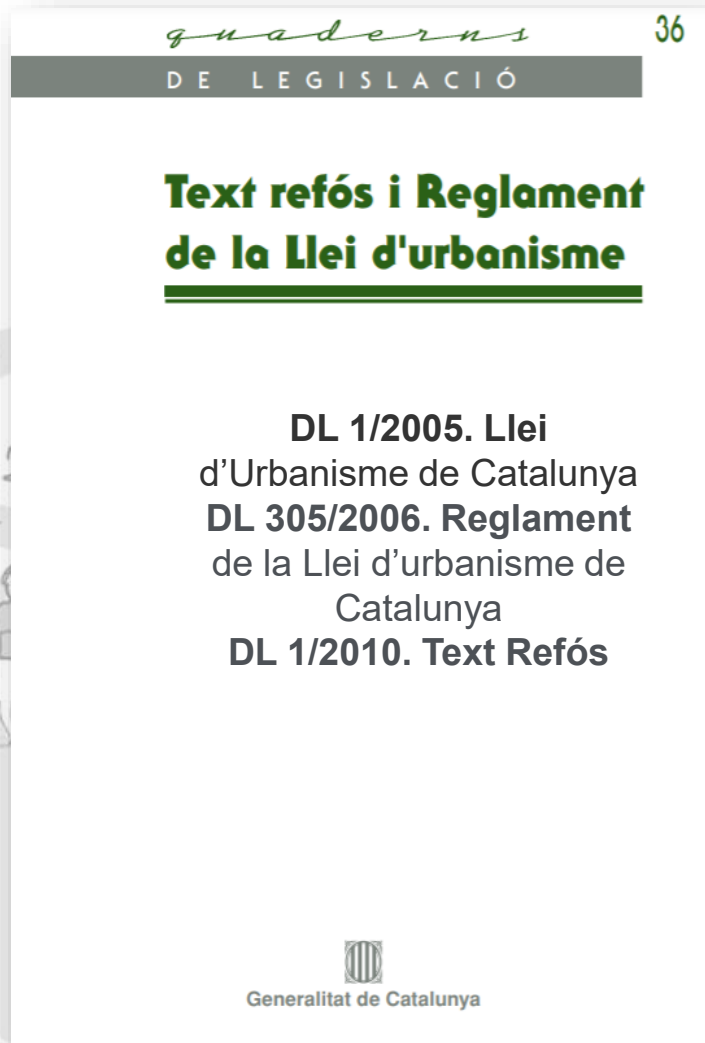 quaderns
36
DE LEGISLACIÓ
Text refós i Reglament
de la Llei d'urbanisme
DL 1/2005. Llei
d’Urbanisme de Catalunya
DL 305/2006. Reglament
de la Llei d’urbanisme de
Catalunya
DL 1/2010. Text Refós
Generalitat de Catalunya